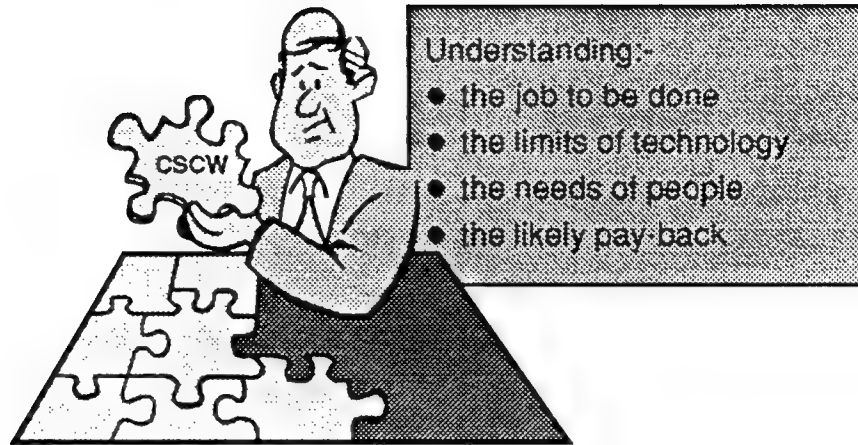 Understanding:-
● the job to be done
● the limits of technology
● the needs of people
● the likely pay-back
CSCW